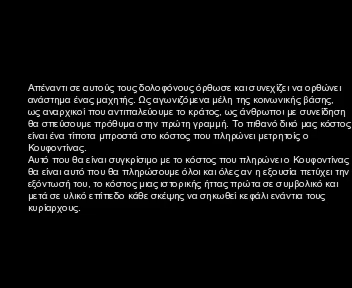 Απέναντι σε αυτούς τους δολοφόνους όρθωσε και συνεχίζει να ορθώνει
ανάστημα ένας μαχητής. Ως αγωνιζόμενα μέλη της κοινωνικής βάσης,
ως αναρχικοί που αντιπαλεύουμε το κράτος, ως άνθρωποι με συνείδηση
θα σπεύσουμε πρόθυμα στην πρώτη γραμμή. Το πιθανό δικό μας κόστος
είναι ένα τίποτα μπροστά στο κόστος που πληρώνει μετρητοίς ο
Κουφοντίνας.
Αυτό που θα είναι συγκρίσιμο με το κόστος που πληρώνει ο Κουφοντίνας
θα είναι αυτό που θα πληρώσουμε όλοι και όλες αν η εξουσία πετύχει την
εξόντωσή του, το κόστος μιας ιστορικής ήττας πρώτα σε συμβολικό και
μετά σε υλικό επίπεδο κάθε σκέψης να σηκωθεί κεφάλι ενάντια τους
κυρίαρχους.